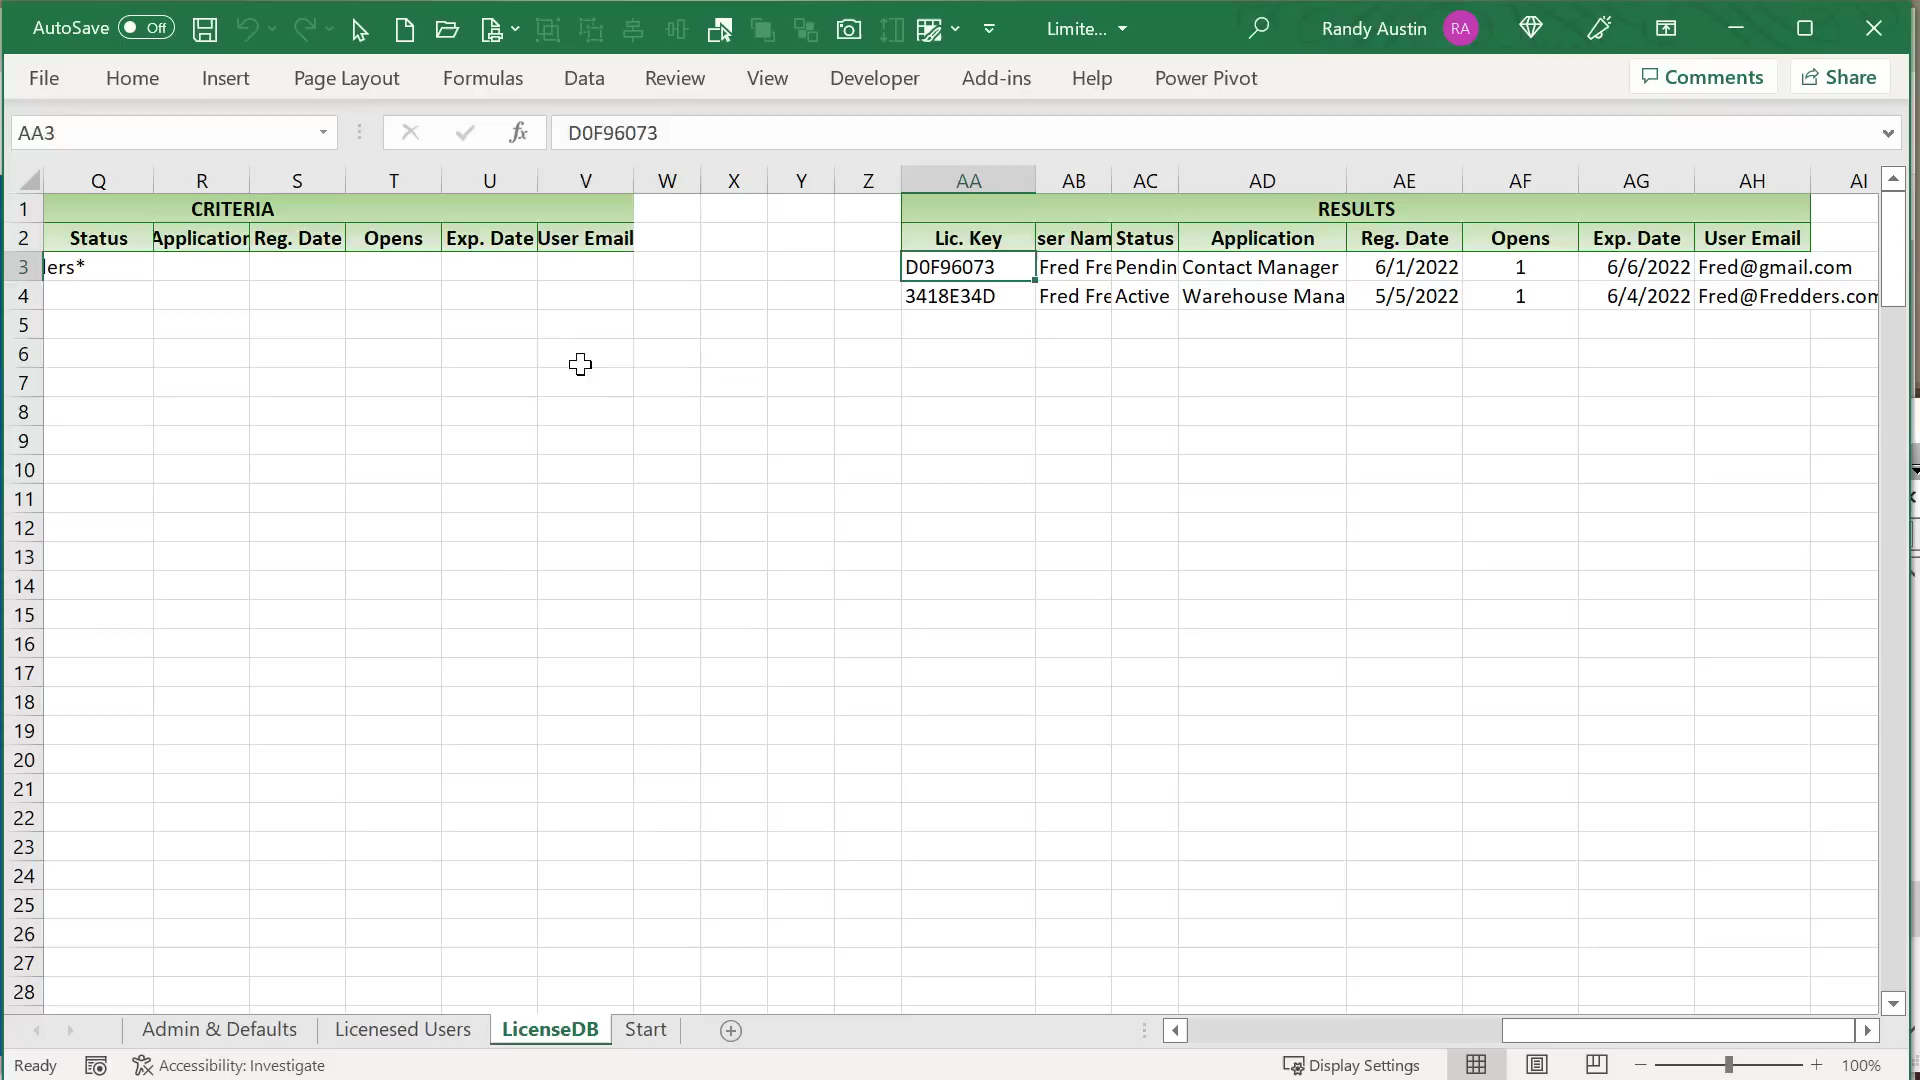 AutoSave Off Limite... Randy Austin RA
File Home Insert Page Layout Formulas Data Review View Developer Add-ins Help Power Pivot Comments Share
AA3 fx D0F96073
Q R S T U V W X Y Z AA AB AC AD AE AF AG AH AI
1 CRITERIA RESULTS
2 Status Application Reg. Date Opens Exp. Date User Email Lic. Key ser Nam Status Application Reg. Date Opens Exp. Date User Email
3 lers* D0F96073 Fred Fre Pendin Contact Manager 6/1/2022 1 6/6/2022 Fred@gmail.com
4 3418E34D Fred Fre Active Warehouse Mana 5/5/2022 1 6/4/2022 Fred@Fredders.com
5
6
7
8
9
10
11
12
13
14
15
16
17
18
19
20
21
22
23
24
25
26
27
28
Admin & Defaults Licenesed Users LicenseDB Start
Ready Accessibility: Investigate Display Settings 100%